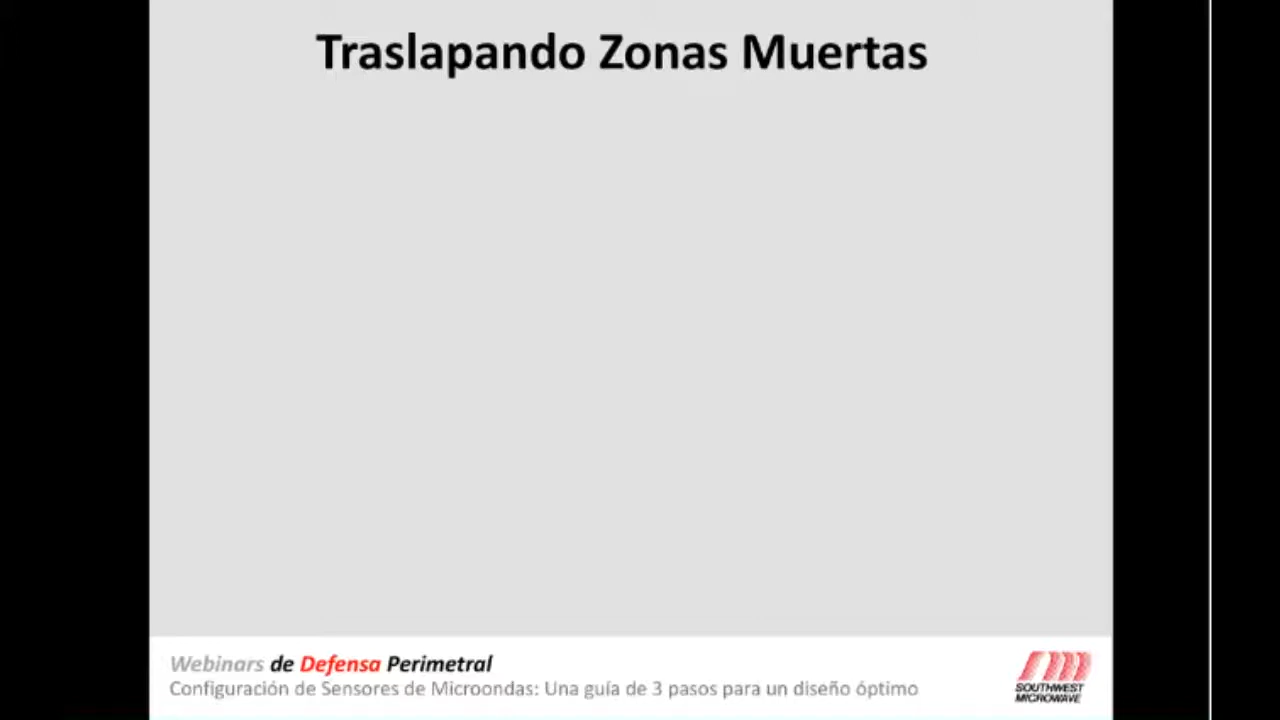 Traslapando Zonas Muertas
Webinars de Defensa Perimetral
Configuración de Sensores de Microondas: Una guía de 3 pasos para un diseño óptimo
SOUTHWEST
MICROWAVE